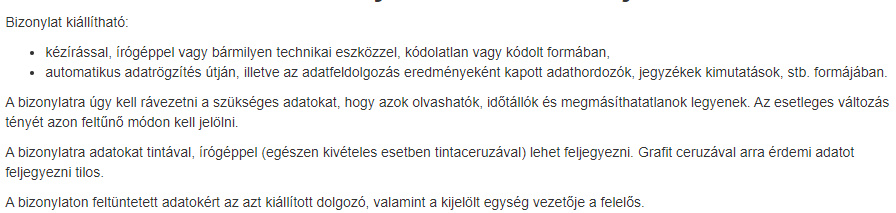 Bizonylat kiállítható:
kézírással, írógéppel vagy bármilyen technikai eszközzel, kódolatlan vagy kódolt formában,
automatikus adatrögzítés útján, illetve az adatfeldolgozás eredményeként kapott adathordozók, jegyzékek kimutatások, stb. formájában.
A bizonylatra úgy kell rávezetni a szükséges adatokat, hogy azok olvashatók, időtállók és megmásíthatatlanok legyenek. Az esetleges változás
tényét azon feltűnő módon kell jelölni.
A bizonylatra adatokat tintával, írógéppel (egészen kivételes esetben tintaceruzával) lehet feljegyezni. Grafit ceruzával arra érdemi adatot
feljegyezni tilos.
A bizonylaton feltüntetett adatokért az azt kiállított dolgozó, valamint a kijelölt egység vezetője a felelős.